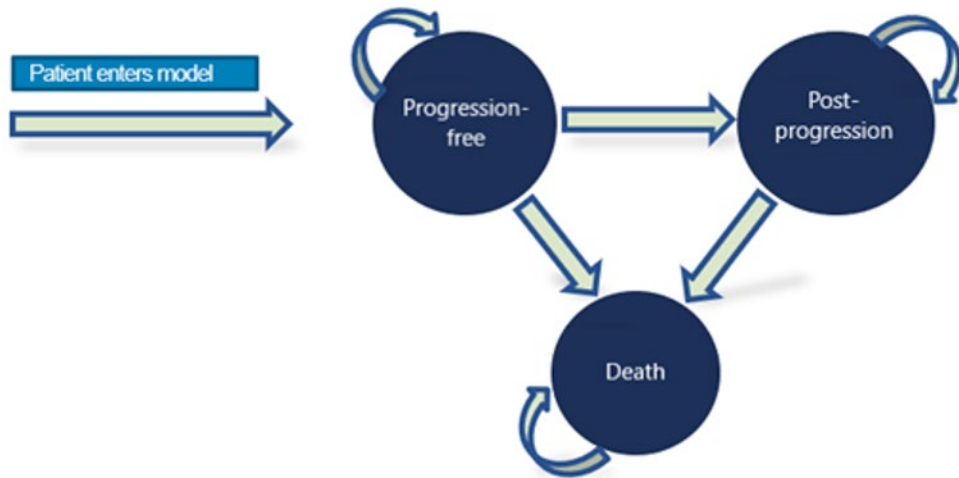 Patient enters model
Progression-
free
Post-
progression
Death